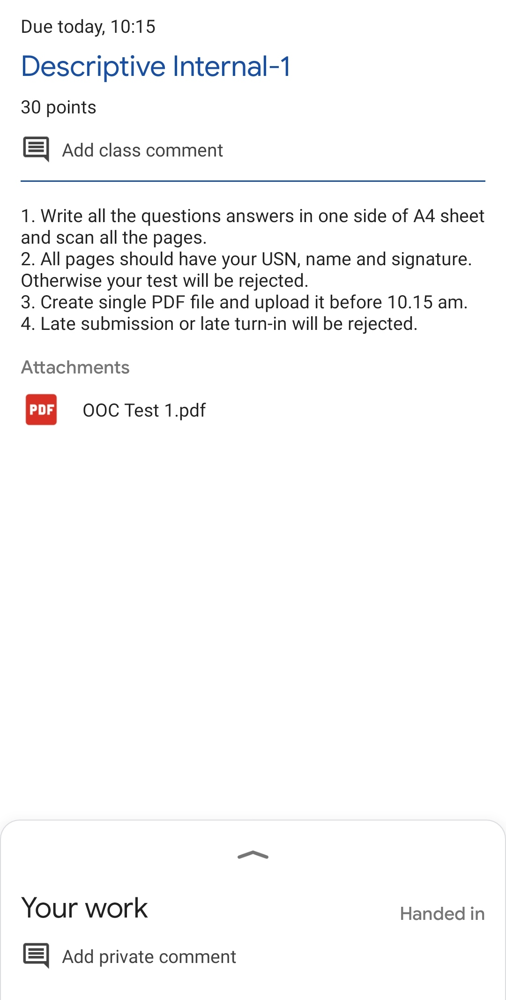 Due today, 10:15
Descriptive Internal-1
30 points
Add class comment
1. Write all the questions answers in one side of A4 sheet
and scan all the pages.
2. All pages should have your USN, name and signature.
Otherwise your test will be rejected.
3. Create single PDF file and upload it before 10.15 am.
4. Late submission or late turn-in will be rejected.
Attachments
PDF OOC Test 1.pdf
Your work
Handed in
Add private comment